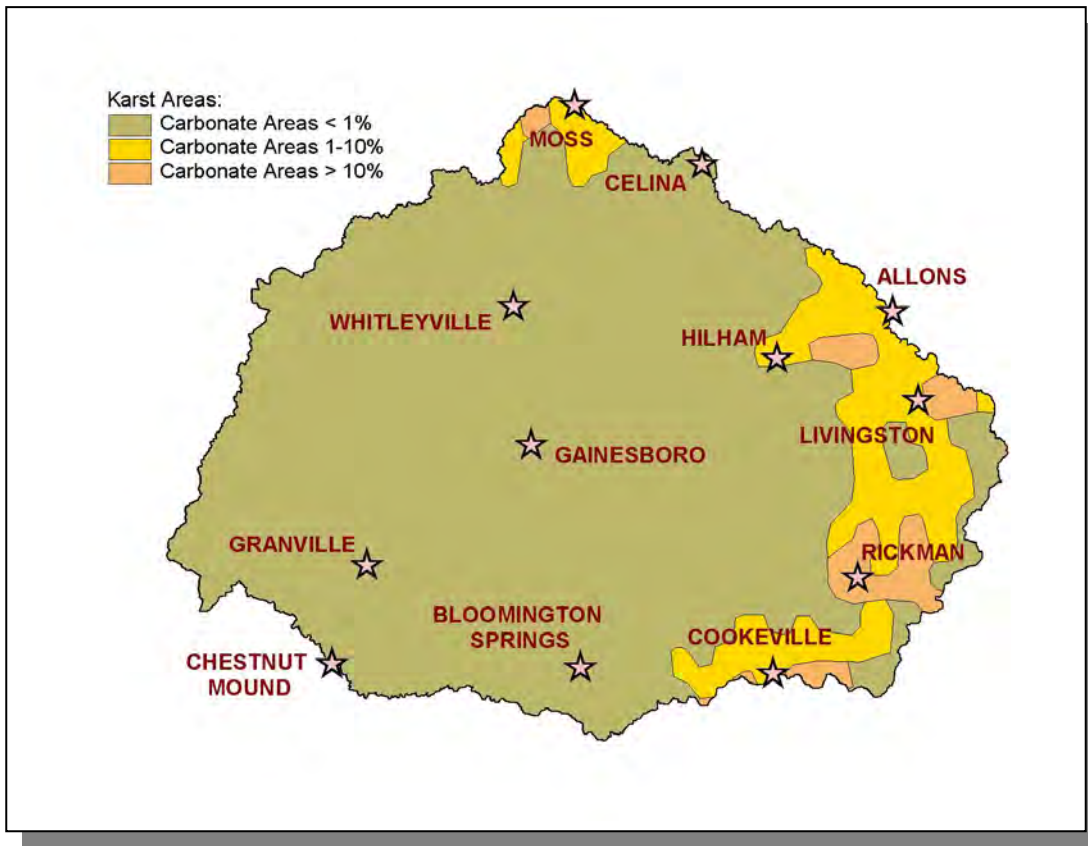 Karst Areas:
Carbonate Areas < 1%
Carbonate Areas 1-10%
Carbonate Areas > 10%
MOSS
CELINA
ALLONS
WHITLEYVILLE
HILHAM
LIVINGSTON
GAINESBORO
GRANVILLE
RICKMAN
BLOOMINGTON
SPRINGS
COOKEVILLE
CHESTNUT
MOUND